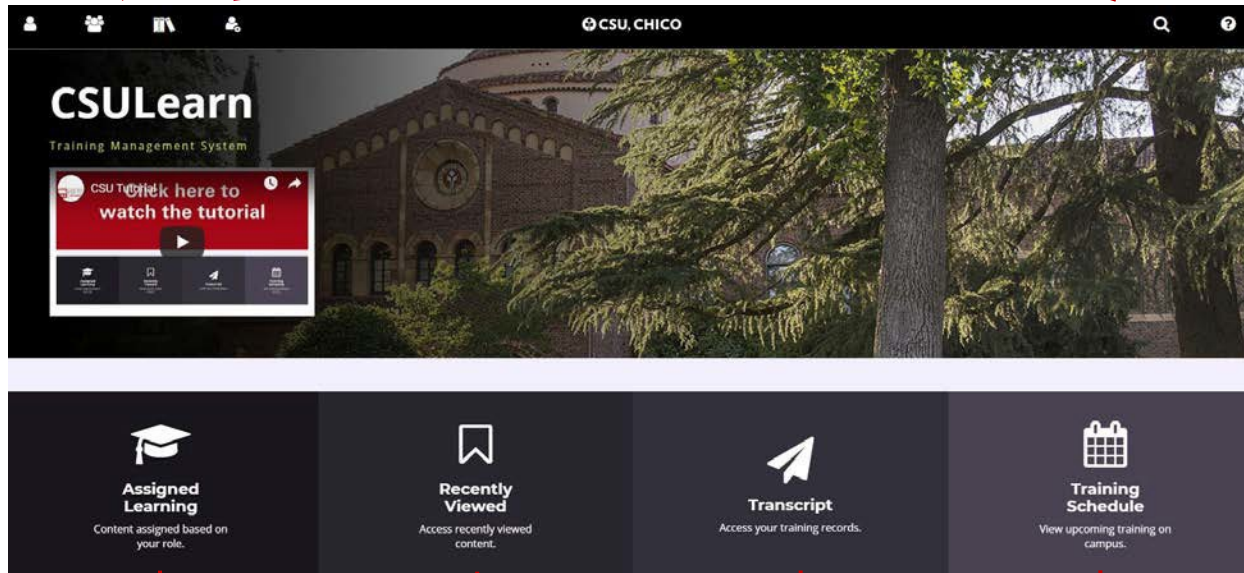 CSU, CHICO
CSULearn
Training Management System
CSU Tutorial
Click here to
watch the tutorial
Assigned
Learning
Content assigned based on
your role.
Recently
Viewed
Access recently viewed
content.
Transcript
Access your training records.
Training
Schedule
View upcoming training on
campus.